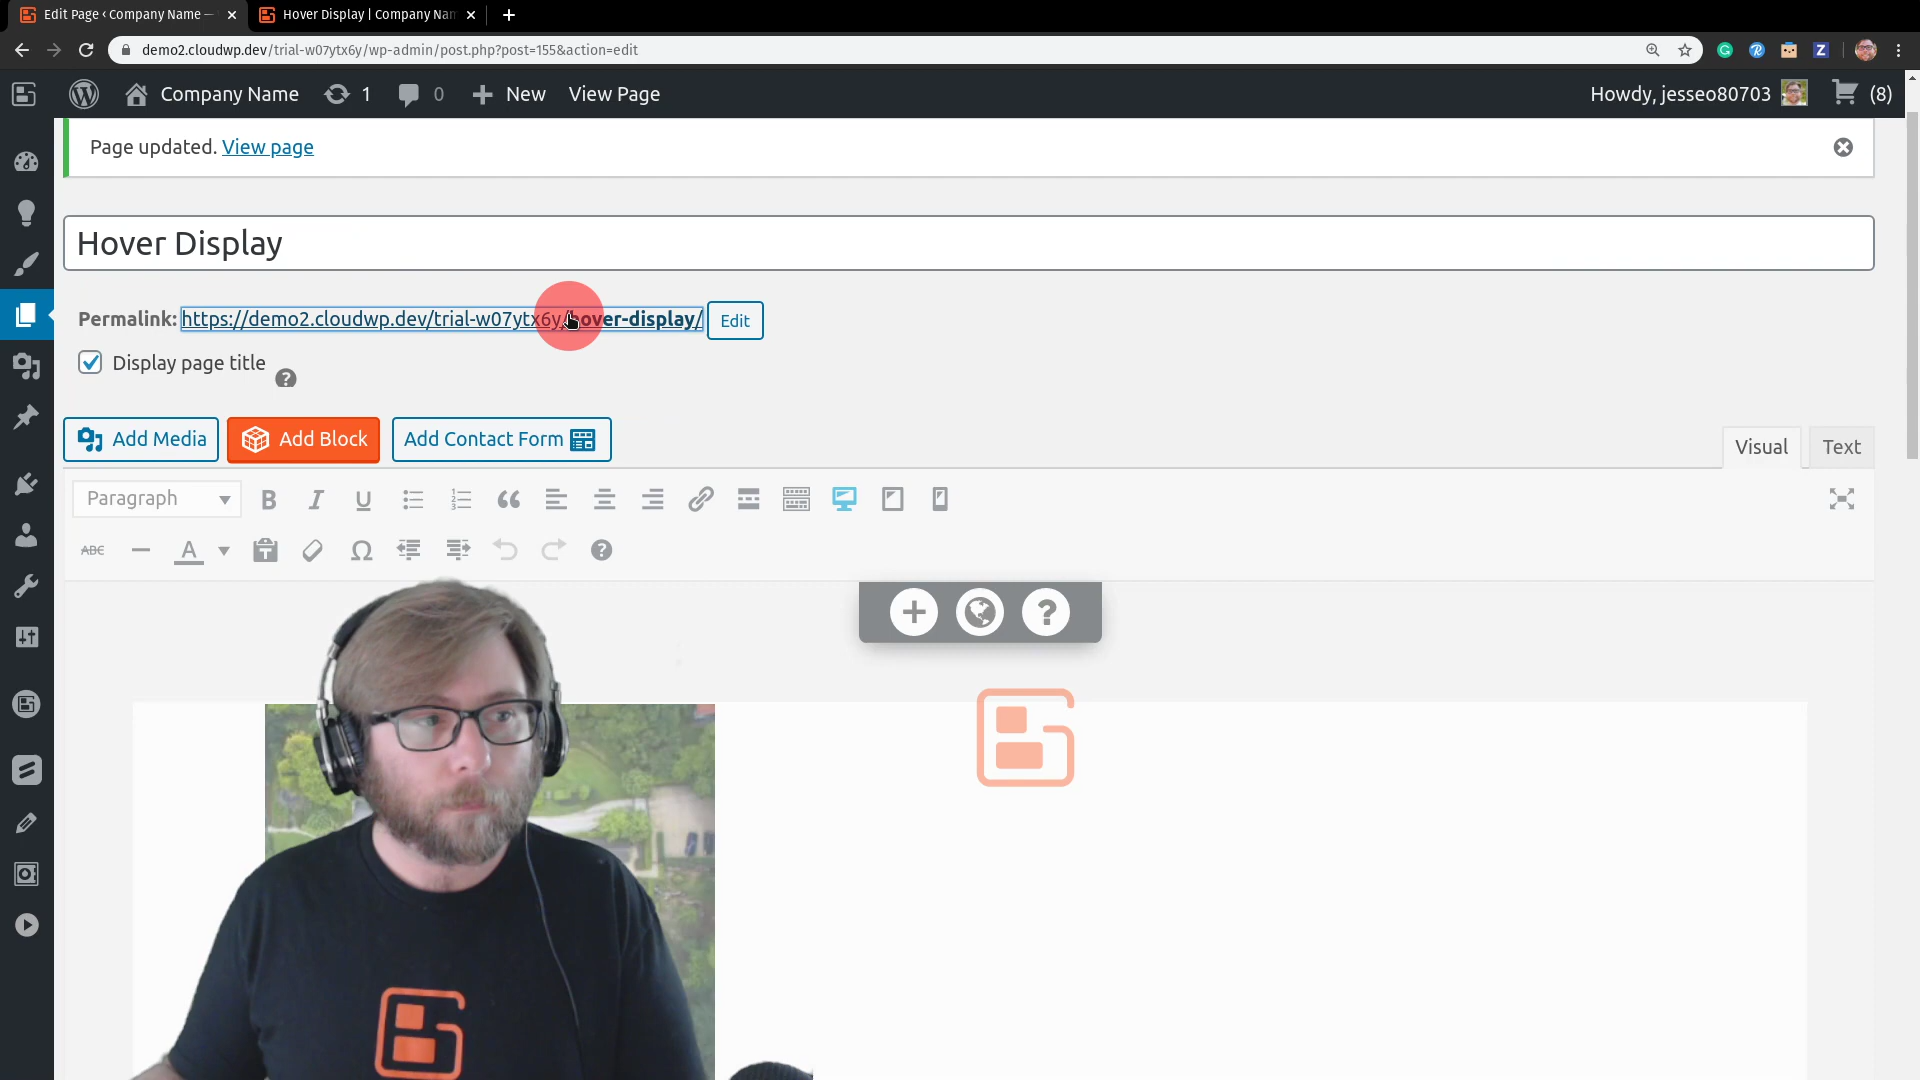 Edit Page ‹ Company Name —
Hover Display | Company Nam
demo2.cloudwp.dev/trial-w07ytx6y/wp-admin/post.php?post=155&action=edit
Company Name
1
0
New
View Page
Howdy, jesseo80703
(8)
Page updated. View page
Hover Display
Permalink: https://demo2.cloudwp.dev/trial-w07ytx6y/hover-display/
Edit
Display page title
?
Add Media
Add Block
Add Contact Form
Visual
Text
Paragraph
B
I
U
ABC
A
T
Ω
?
?